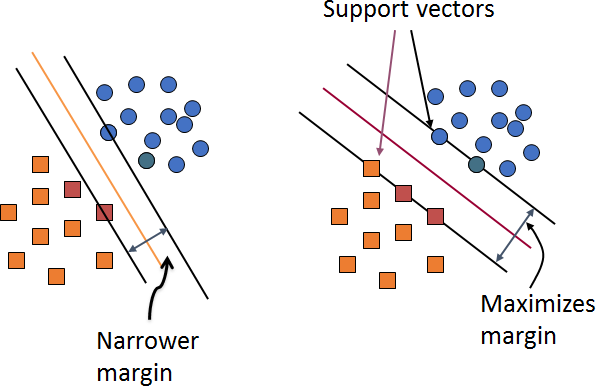 Support vectors
Narrower
margin
Maximizes
margin